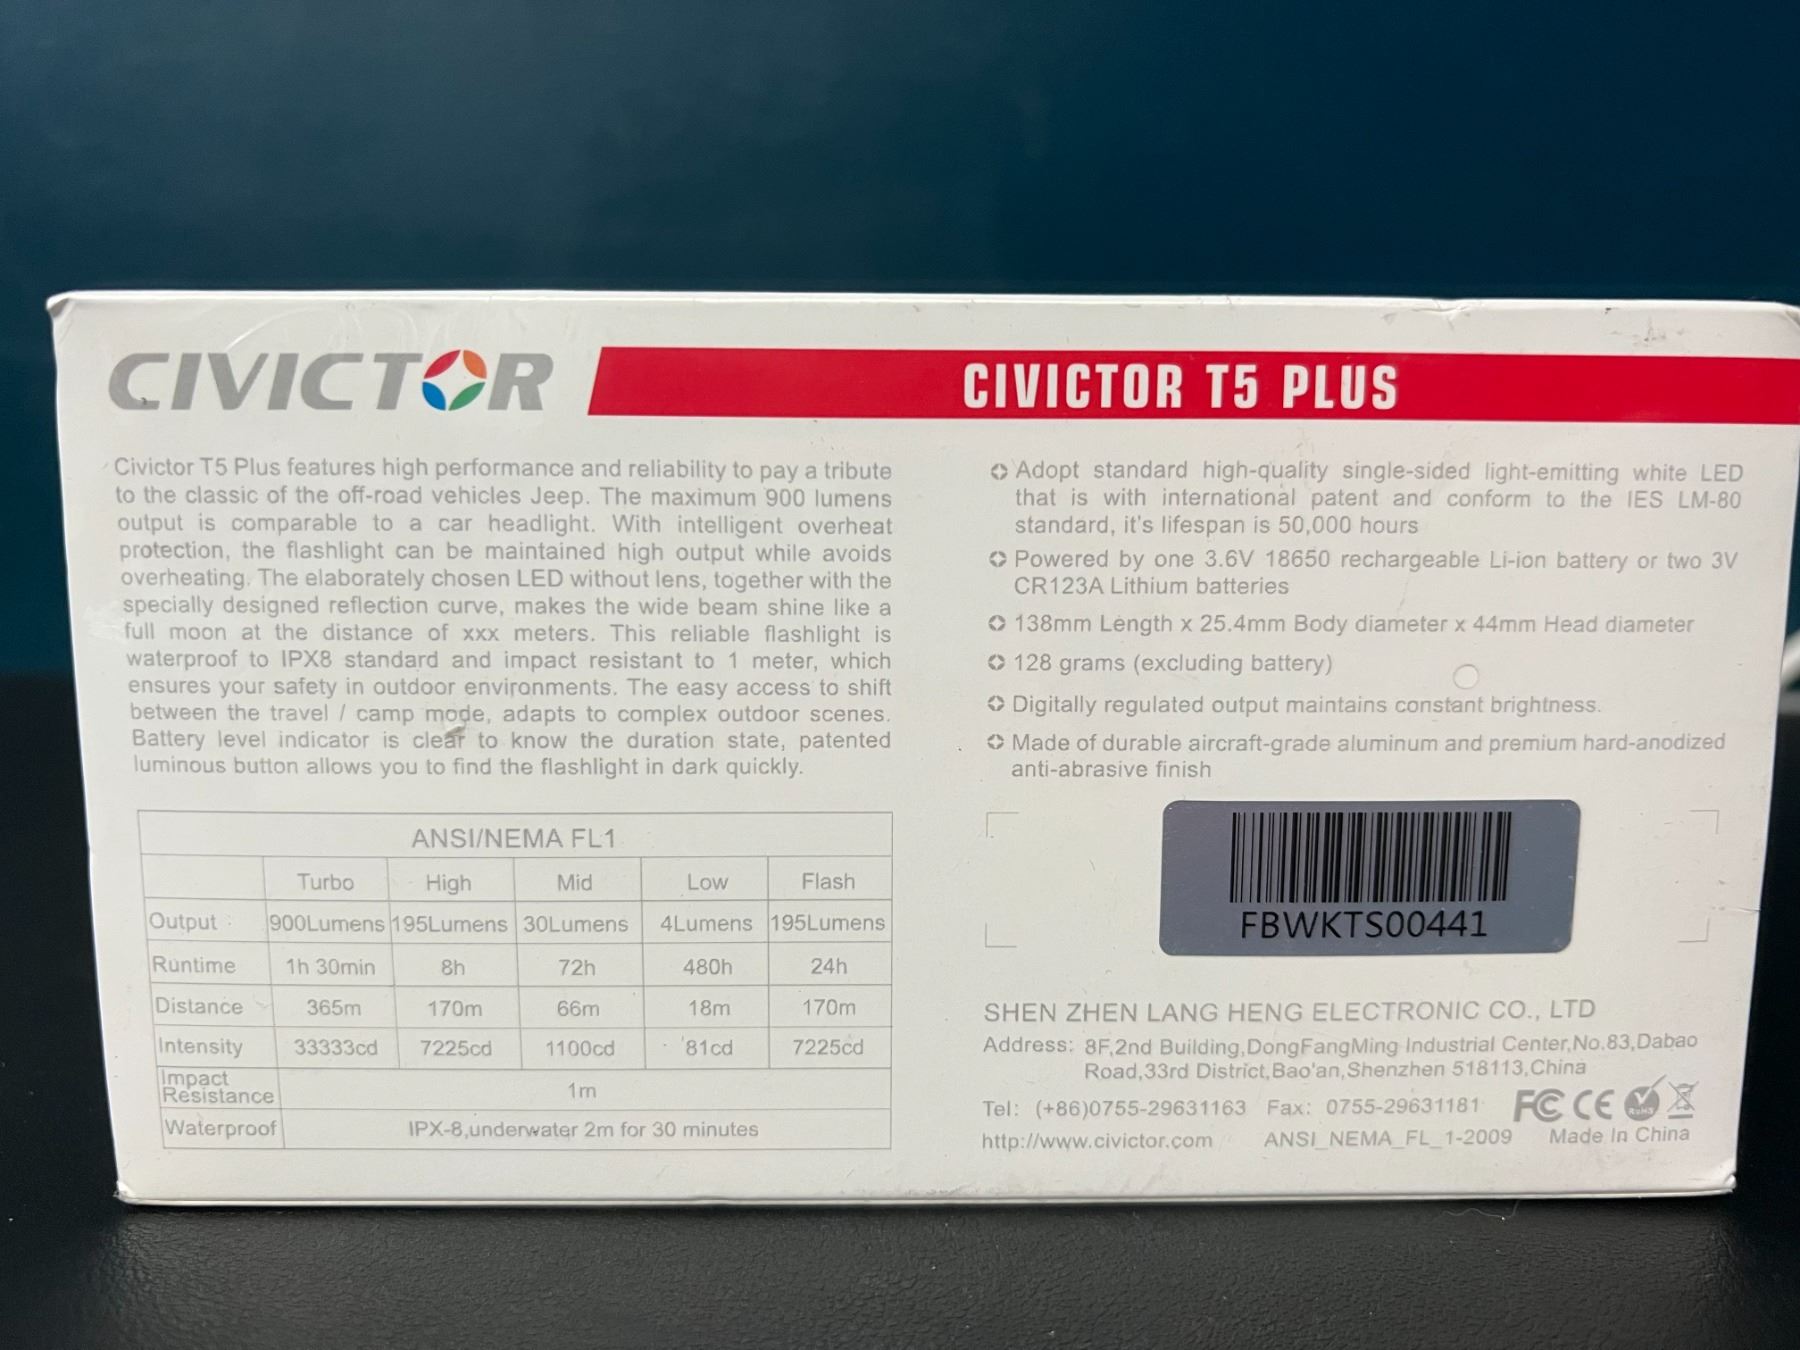 CIVICTOR
CIVICTOR T5 PLUS
Civictor T5 Plus features high performance and reliability to pay a tribute
to the classic of the off-road vehicles Jeep. The maximum 900 lumens
output is comparable to a car headlight. With intelligent overheat
protection, the flashlight can be maintained high output while avoids
overheating. The elaborately chosen LED without lens, together with the
specially designed reflection curve, makes the wide beam shine like a
full moon at the distance of xxx meters. This reliable flashlight is
waterproof to IPX8 standard and impact resistant to 1 meter, which
ensures your safety in outdoor environments. The easy access to shift
between the travel / camp mode, adapts to complex outdoor scenes.
Battery level indicator is clear to know the duration state, patented
luminous button allows you to find the flashlight in dark quickly.
ANSI/NEMA FL1
Turbo High Mid Low Flash
Output : 900Lumens 195Lumens 30Lumens 4Lumens 195Lumens
Runtime 1h 30min 8h 72h 480h 24h
Distance 365m 170m 66m 18m 170m
Intensity 33333cd 7225cd 1100cd 81cd 7225cd
Impact
Resistance 1m
Waterproof IPX-8,underwater 2m for 30 minutes
Adopt standard high-quality single-sided light-emitting white LED
that is with international patent and conform to the IES LM-80
standard, it's lifespan is 50,000 hours
Powered by one 3.6V 18650 rechargeable Li-ion battery or two 3V
CR123A Lithium batteries
138mm Length x 25.4mm Body diameter x 44mm Head diameter
128 grams (excluding battery)
Digitally regulated output maintains constant brightness.
Made of durable aircraft-grade aluminum and premium hard-anodized
anti-abrasive finish
FBWKTS00441
SHEN ZHEN LANG HENG ELECTRONIC CO., LTD
Address: 8F,2nd Building,DongFangMing Industrial Center,No.83,Dabao
Road,33rd District,Bao'an,Shenzhen 518113,China
Tel: (+86)0755-29631163 Fax: 0755-29631181 FC CE RoHS
http://www.civictor.com ANSI_NEMA_FL_1-2009 Made In China